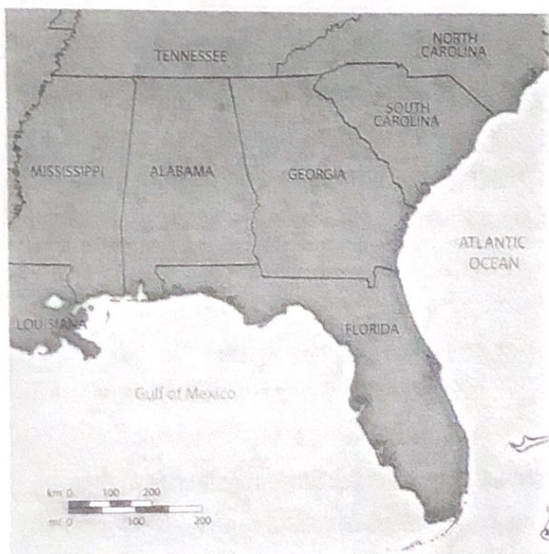 NORTH
CAROLINA
TENNESSEE
SOUTH
CAROLINA
MISSISSIPPI
ALABAMA
GEORGIA
ATLANTIC
OCEAN
LOUISIANA
FLORIDA
Gulf of Mexico
km 0 100 200
mi 0 100 200